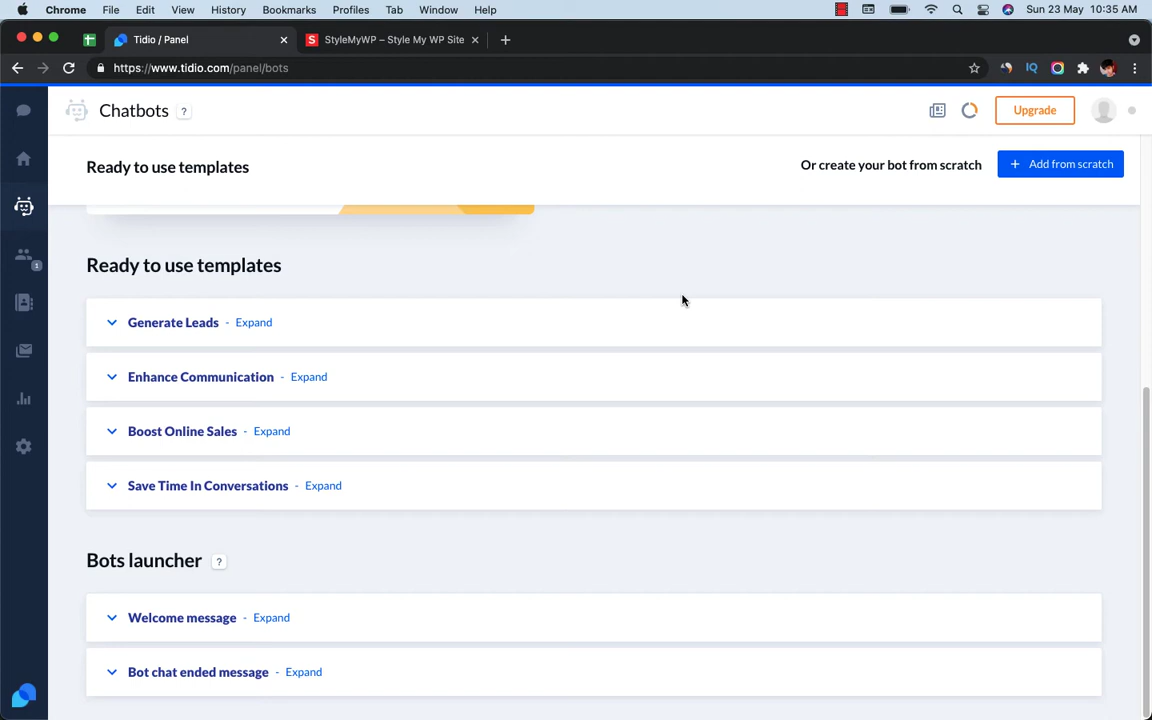 Chrome File Edit View History Bookmarks Profiles Tab Window Help Sun 23 May 10:35 AM
Tidio / Panel StyleMyWP – Style My WP Site
https://www.tidio.com/panel/bots IQ
Chatbots ? Upgrade
Ready to use templates Or create your bot from scratch + Add from scratch
Ready to use templates
Generate Leads - Expand
Enhance Communication - Expand
Boost Online Sales - Expand
Save Time In Conversations - Expand
Bots launcher ?
Welcome message - Expand
Bot chat ended message - Expand
1